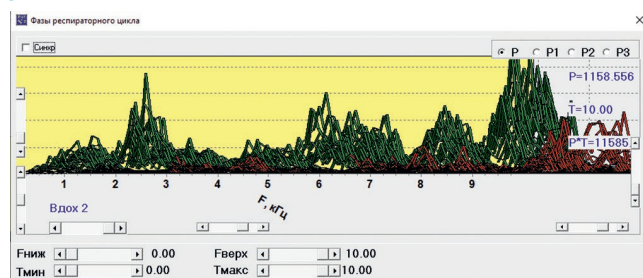 Фазы респираторного цикла
Синхр
P P1 P2 P3
P=1158.556
T=10.00
P*T=11585
1 2 3 4 5 6 7 8 9
F, кГц
Вдох 2
Fниж 0.00 Fверх 10.00
Tмин 0.00 Tмакс 10.00